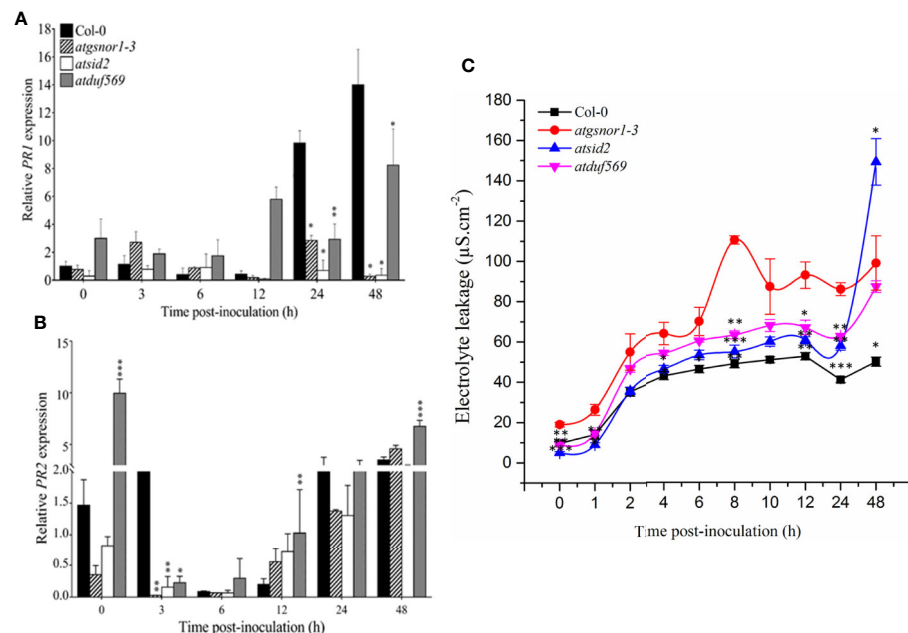 A
Relative PR1 expression
18
16
14
12
10
8
6
4
2
0
Col-0
atgsnor1-3
atsid2
atduf569
* ** * * * *
0 3 6 12 24 48
Time post-inoculation (h)
B
Relative PR2 expression
15
10
5
2.0
1.5
1.0
0.5
0.0
*** ** ** * ** ***
0 3 6 12 24 48
Time post-inoculation (h)
C
Electrolyte leakage (µS.cm⁻²)
180
160
140
120
100
80
60
40
20
0
Col-0
atgsnor1-3
atsid2
atduf569
0 1 2 4 6 8 10 12 24 48
Time post-inoculation (h)